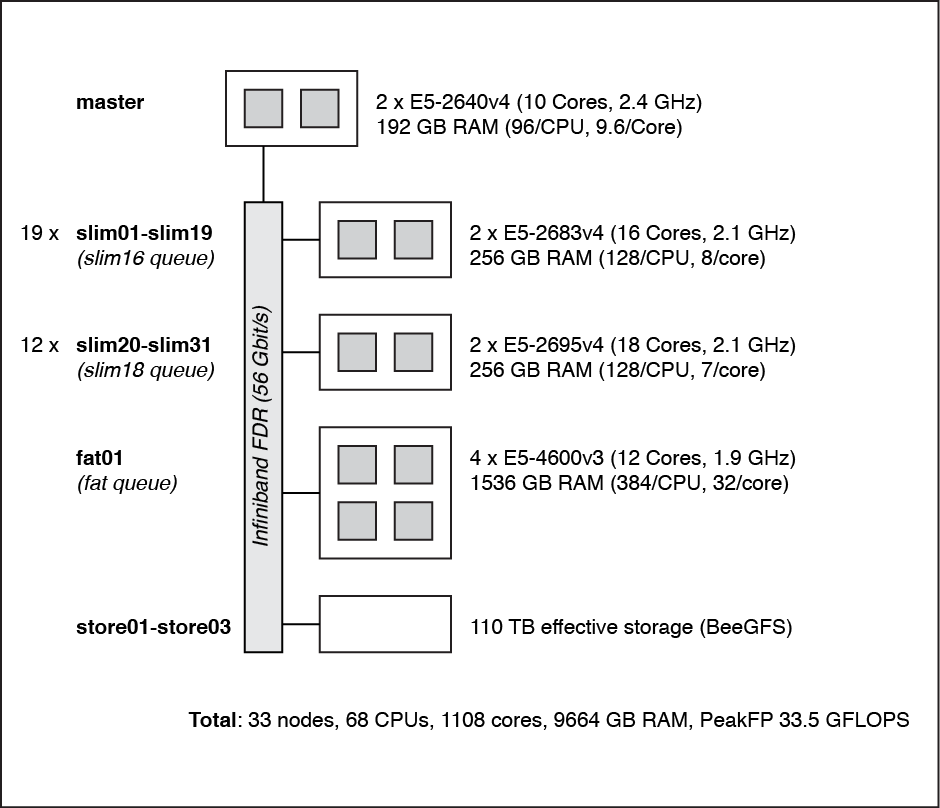 master
2 x E5-2640v4 (10 Cores, 2.4 GHz)
192 GB RAM (96/CPU, 9.6/Core)
19 x slim01-slim19
(slim16 queue)
2 x E5-2683v4 (16 Cores, 2.1 GHz)
256 GB RAM (128/CPU, 8/core)
Infiniband FDR (56 Gbit/s)
12 x slim20-slim31
(slim18 queue)
2 x E5-2695v4 (18 Cores, 2.1 GHz)
256 GB RAM (128/CPU, 7/core)
fat01
(fat queue)
4 x E5-4600v3 (12 Cores, 1.9 GHz)
1536 GB RAM (384/CPU, 32/core)
store01-store03
110 TB effective storage (BeeGFS)
Total: 33 nodes, 68 CPUs, 1108 cores, 9664 GB RAM, PeakFP 33.5 GFLOPS